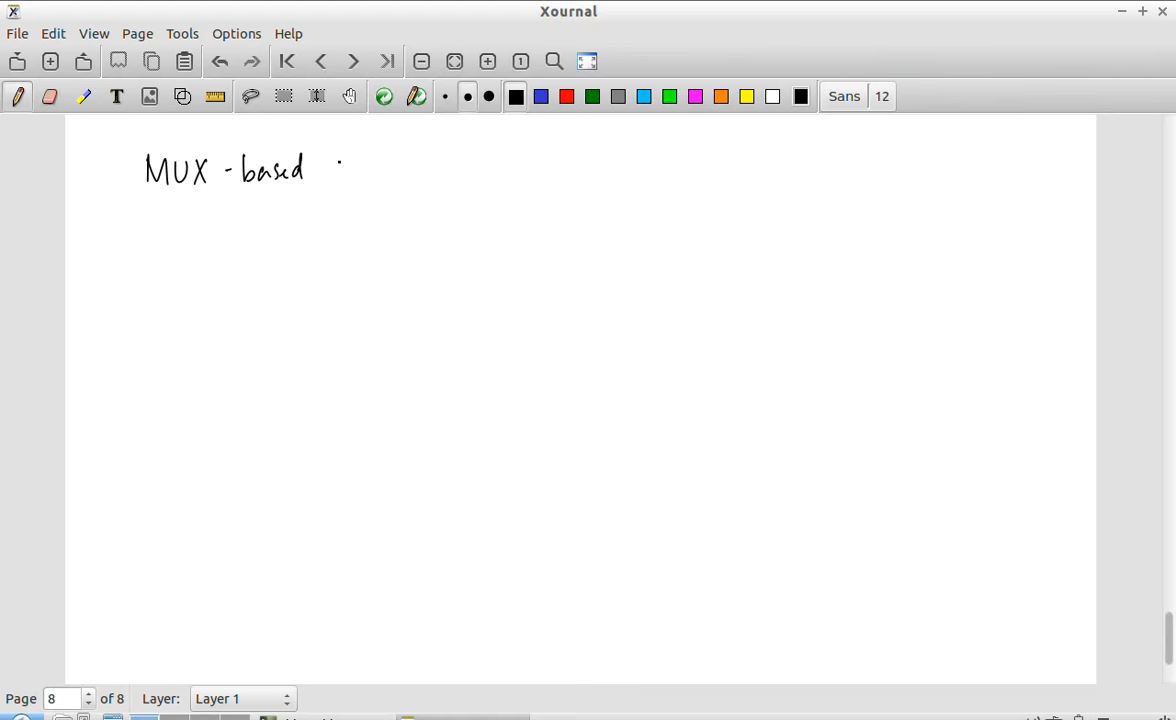 Xournal
File Edit View Page Tools Options Help
Sans 12
MUX - based
Page 8 of 8 Layer: Layer 1